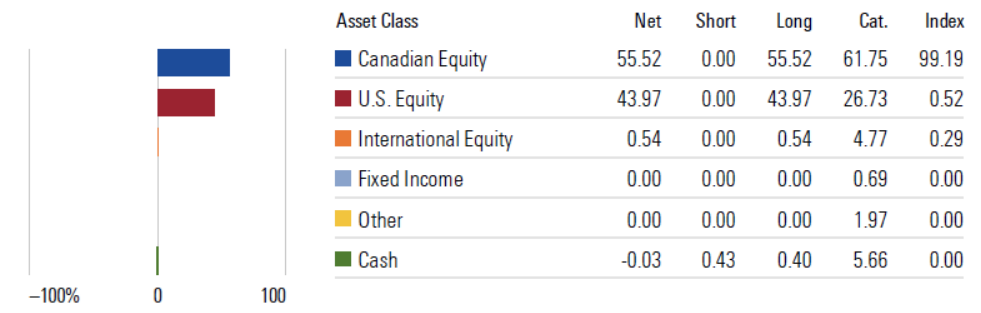 Asset Class Net Short Long Cat. Index
Canadian Equity 55.52 0.00 55.52 61.75 99.19
U.S. Equity 43.97 0.00 43.97 26.73 0.52
International Equity 0.54 0.00 0.54 4.77 0.29
Fixed Income 0.00 0.00 0.00 0.69 0.00
Other 0.00 0.00 0.00 1.97 0.00
Cash -0.03 0.43 0.40 5.66 0.00
–100% 0 100